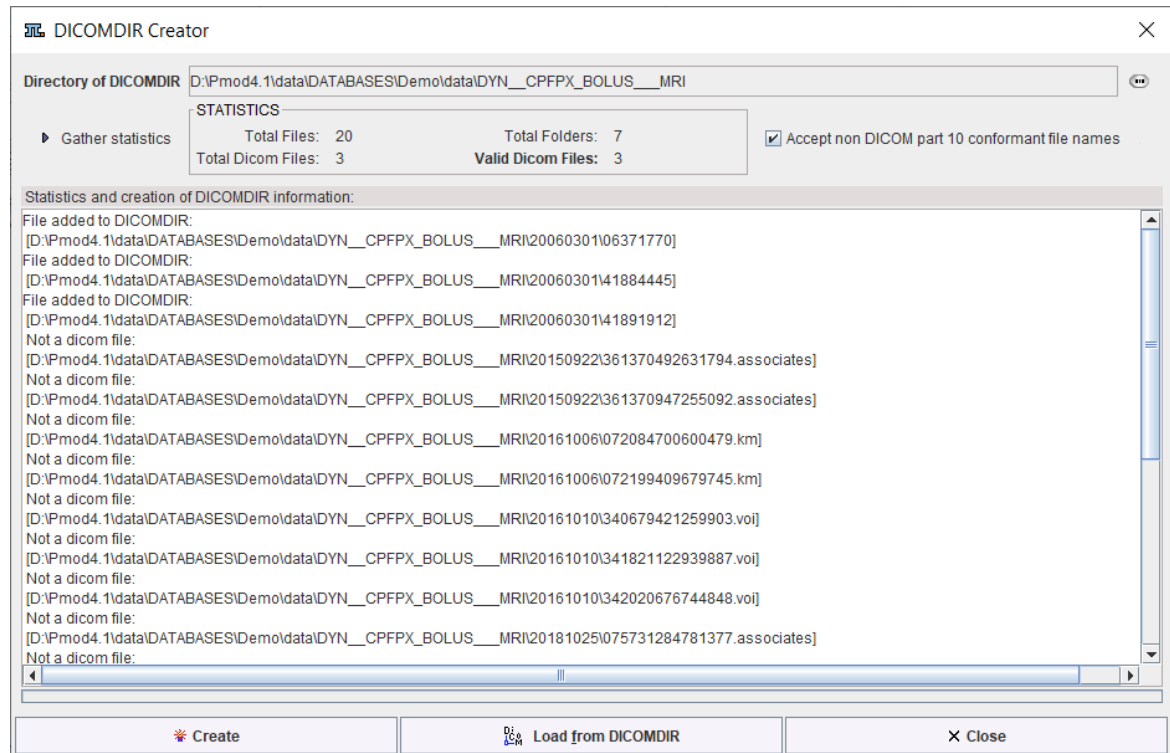 DICOMDIR Creator
Directory of DICOMDIR D:\Pmod4.1\data\DATABASES\Demo\data\DYN__CPFPX_BOLUS___MRI
STATISTICS
Gather statistics Total Files: 20 Total Folders: 7 Accept non DICOM part 10 conformant file names
Total Dicom Files: 3 Valid Dicom Files: 3
Statistics and creation of DICOMDIR information:
File added to DICOMDIR:
[D:\Pmod4.1\data\DATABASES\Demo\data\DYN__CPFPX_BOLUS___MRI\20060301\06371770]
File added to DICOMDIR:
[D:\Pmod4.1\data\DATABASES\Demo\data\DYN__CPFPX_BOLUS___MRI\20060301\41884445]
File added to DICOMDIR:
[D:\Pmod4.1\data\DATABASES\Demo\data\DYN__CPFPX_BOLUS___MRI\20060301\41891912]
Not a dicom file:
[D:\Pmod4.1\data\DATABASES\Demo\data\DYN__CPFPX_BOLUS___MRI\20150922\361370492631794.associates]
Not a dicom file:
[D:\Pmod4.1\data\DATABASES\Demo\data\DYN__CPFPX_BOLUS___MRI\20150922\361370947255092.associates]
Not a dicom file:
[D:\Pmod4.1\data\DATABASES\Demo\data\DYN__CPFPX_BOLUS___MRI\20161006\072084700600479.km]
Not a dicom file:
[D:\Pmod4.1\data\DATABASES\Demo\data\DYN__CPFPX_BOLUS___MRI\20161006\072199409679745.km]
Not a dicom file:
[D:\Pmod4.1\data\DATABASES\Demo\data\DYN__CPFPX_BOLUS___MRI\20161010\340679421259903.voi]
Not a dicom file:
[D:\Pmod4.1\data\DATABASES\Demo\data\DYN__CPFPX_BOLUS___MRI\20161010\341821122939887.voi]
Not a dicom file:
[D:\Pmod4.1\data\DATABASES\Demo\data\DYN__CPFPX_BOLUS___MRI\20161010\342020676744848.voi]
Not a dicom file:
[D:\Pmod4.1\data\DATABASES\Demo\data\DYN__CPFPX_BOLUS___MRI\20181025\075731284781377.associates]
Not a dicom file:
Create Load from DICOMDIR Close